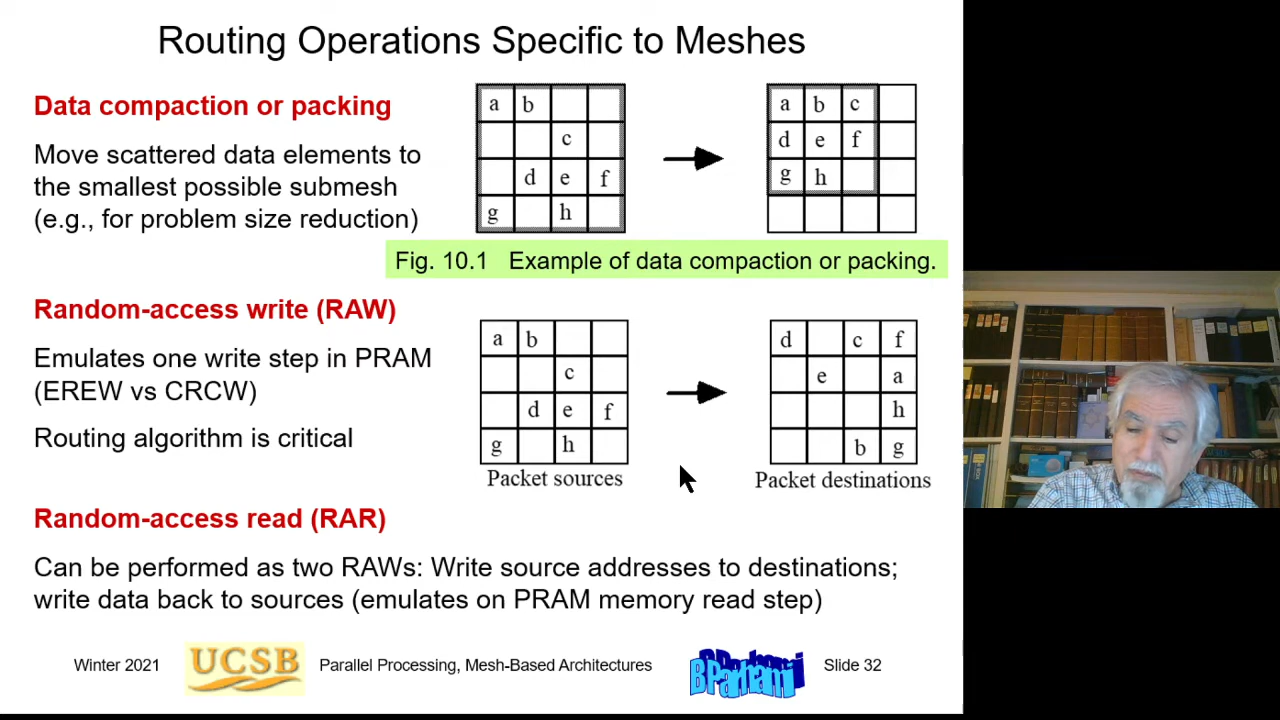 Routing Operations Specific to Meshes
Data compaction or packing
Move scattered data elements to
the smallest possible submesh
(e.g., for problem size reduction)
a b
c
d e f
g h
a b c
d e f
g h
Fig. 10.1 Example of data compaction or packing.
Random-access write (RAW)
Emulates one write step in PRAM
(EREW vs CRCW)
Routing algorithm is critical
a b
c
d e f
g h
Packet sources
d c f
e a
h
b g
Packet destinations
Random-access read (RAR)
Can be performed as two RAWs: Write source addresses to destinations;
write data back to sources (emulates on PRAM memory read step)
Winter 2021
UCSB
Parallel Processing, Mesh-Based Architectures
BParhami
Slide 32